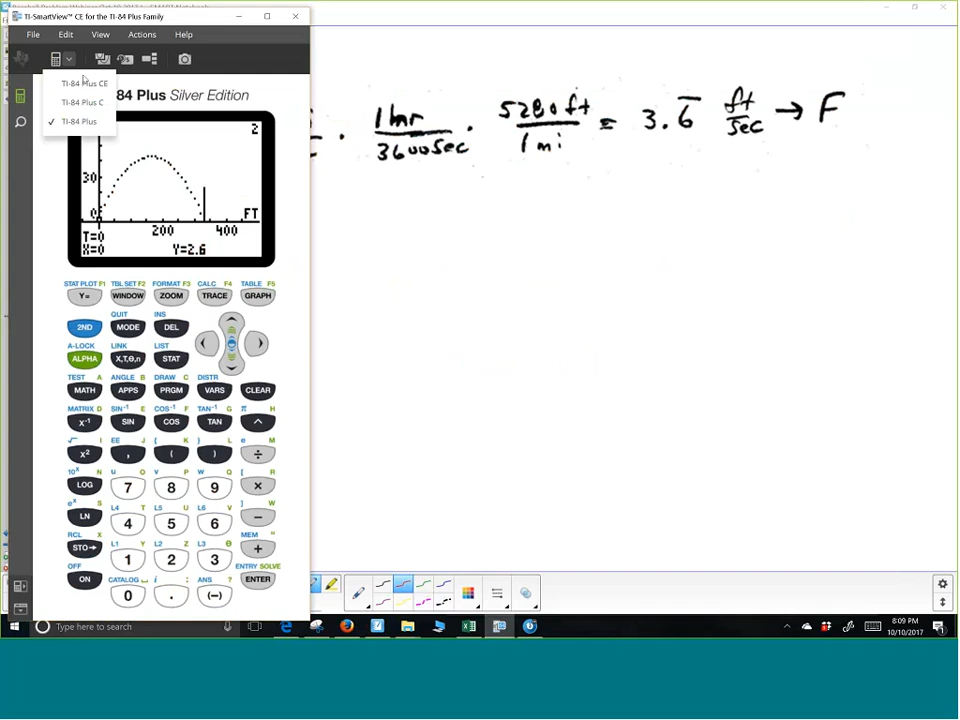 TI-SmartView™ CE for the TI-84 Plus Family
File Edit View Actions Help
TI-84 Plus CE
TI-84 Plus C
TI-84 Plus
84 Plus Silver Edition
2
30
0
200 400 FT
T=0
X=0 Y=2.6
1hr / 3600sec · 5280ft / 1mi = 3.6̅ ft/sec → F
STAT PLOT F1 TBL SET F2 FORMAT F3 CALC F4 TABLE F5
Y= WINDOW ZOOM TRACE GRAPH
QUIT INS
2ND MODE DEL
A-LOCK LINK LIST
ALPHA X,T,Θ,n STAT
TEST A ANGLE B DRAW C DISTR
MATH APPS PRGM VARS CLEAR
MATRIX D SIN⁻¹ E COS⁻¹ F TAN⁻¹ G π H
x⁻¹ SIN COS TAN ^
√ I EE J { K } L e M
x² , ( ) ÷
10ˣ N u O v P w Q [ R
LOG 7 8 9 ×
eˣ S L4 T L5 U L6 V ] W
LN 4 5 6 −
RCL X L1 Y L2 Z L3 θ MEM "
STO→ 1 2 3 +
OFF CATALOG i : ANS ? ENTRY SOLVE
ON 0 . (−) ENTER
Type here to search
8:09 PM
10/10/2017